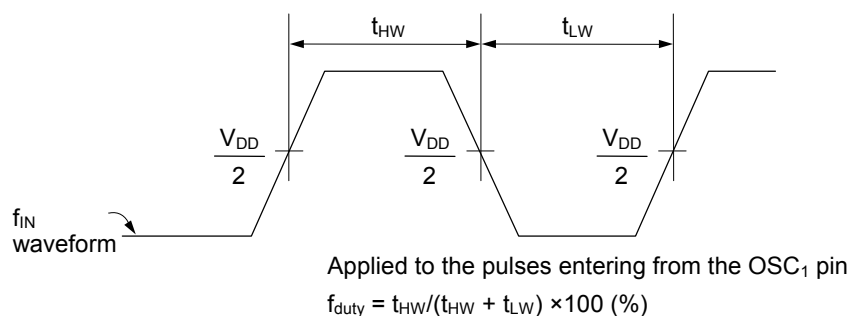 tHW
tLW
VDD
2
VDD
2
VDD
2
fIN
waveform
Applied to the pulses entering from the OSC1 pin
fduty = tHW/(tHW + tLW) ×100 (%)